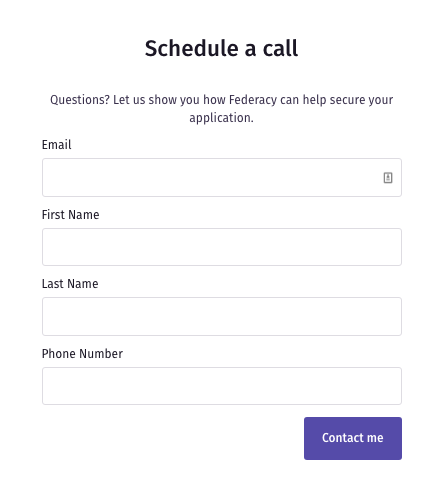 Schedule a call
Questions? Let us show you how Federacy can help secure your
application.
Email
First Name
Last Name
Phone Number
Contact me